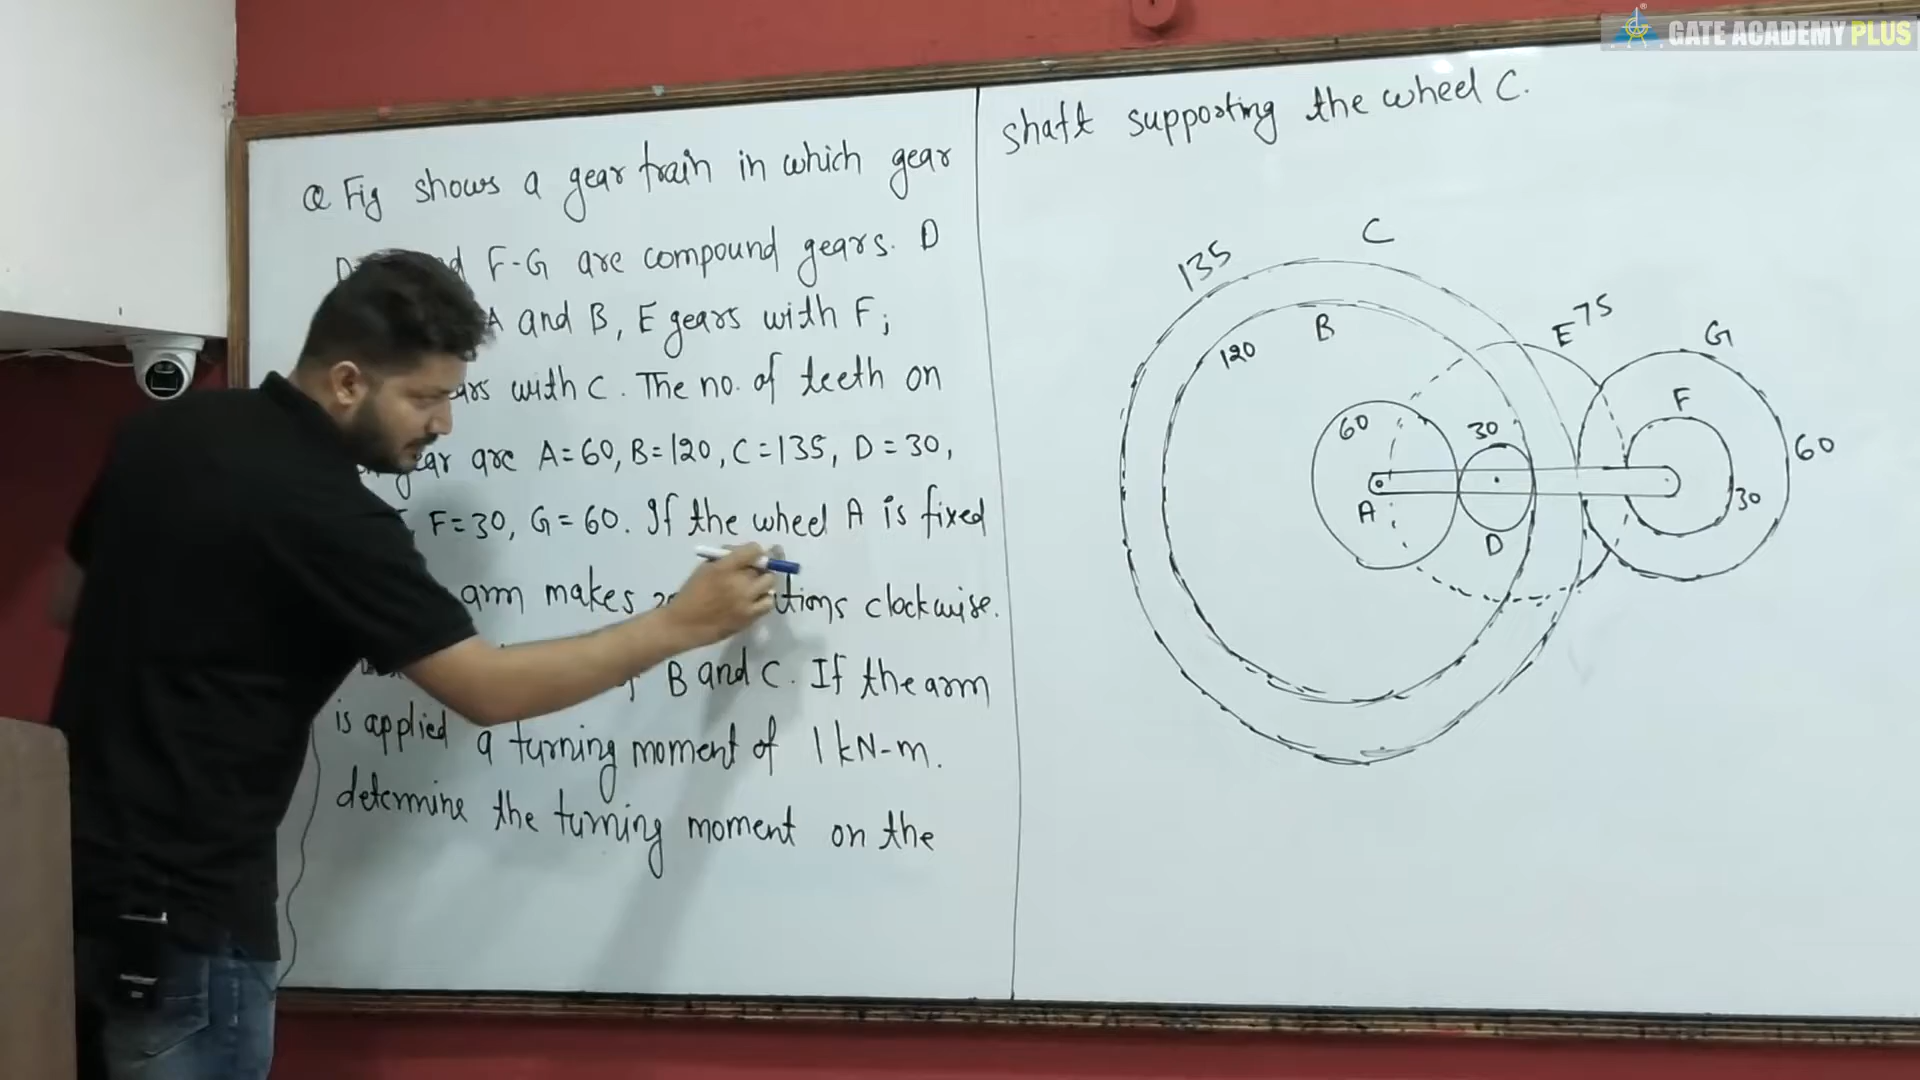 GATE ACADEMY PLUS
Q Fig shows a gear train in which gear
F-G are compound gears. D
A and B, E gears with F;
with C. The no. of teeth on
are A=60, B=120, C=135, D=30,
F=30, G=60. If the wheel A is fixed
arm makes clockwise.
B and C. If the arm
is applied a turning moment of 1 kN-m.
determine the turning moment on the
shaft supporting the wheel C.
C
135
E 75
B
G
120
F
60
30
60
30
A
D